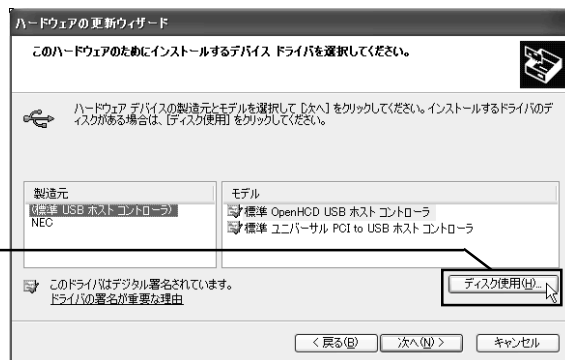 ハードウェアの更新ウィザード
このハードウェアのためにインストールするデバイス ドライバを選択してください。
ハードウェア デバイスの製造元とモデルを選択して [次へ] をクリックしてください。インストールするドライバのデ
ィスクがある場合は、[ディスク使用] をクリックしてください。
製造元
(標準 USB ホスト コントローラ)
NEC
モデル
標準 OpenHCD USB ホスト コントローラ
標準 ユニバーサル PCI to USB ホスト コントローラ
このドライバはデジタル署名されています。
ドライバの署名が重要な理由
ディスク使用(H)...
< 戻る(B)
次へ(N) >
キャンセル